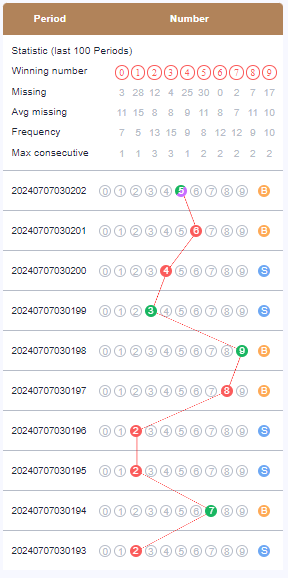 Period Number
Statistic (last 100 Periods)
Winning number 0 1 2 3 4 5 6 7 8 9
Missing 3 28 12 4 25 30 0 2 7 17
Avg missing 11 15 8 8 9 11 8 7 11 10
Frequency 7 5 13 15 9 8 12 12 9 10
Max consecutive 1 1 3 3 1 2 2 2 2 2
20240707030202 0 1 2 3 4 5 6 7 8 9 B
20240707030201 0 1 2 3 4 5 6 7 8 9 B
20240707030200 0 1 2 3 4 5 6 7 8 9 S
20240707030199 0 1 2 3 4 5 6 7 8 9 S
20240707030198 0 1 2 3 4 5 6 7 8 9 B
20240707030197 0 1 2 3 4 5 6 7 8 9 B
20240707030196 0 1 2 3 4 5 6 7 8 9 S
20240707030195 0 1 2 3 4 5 6 7 8 9 S
20240707030194 0 1 2 3 4 5 6 7 8 9 B
20240707030193 0 1 2 3 4 5 6 7 8 9 S